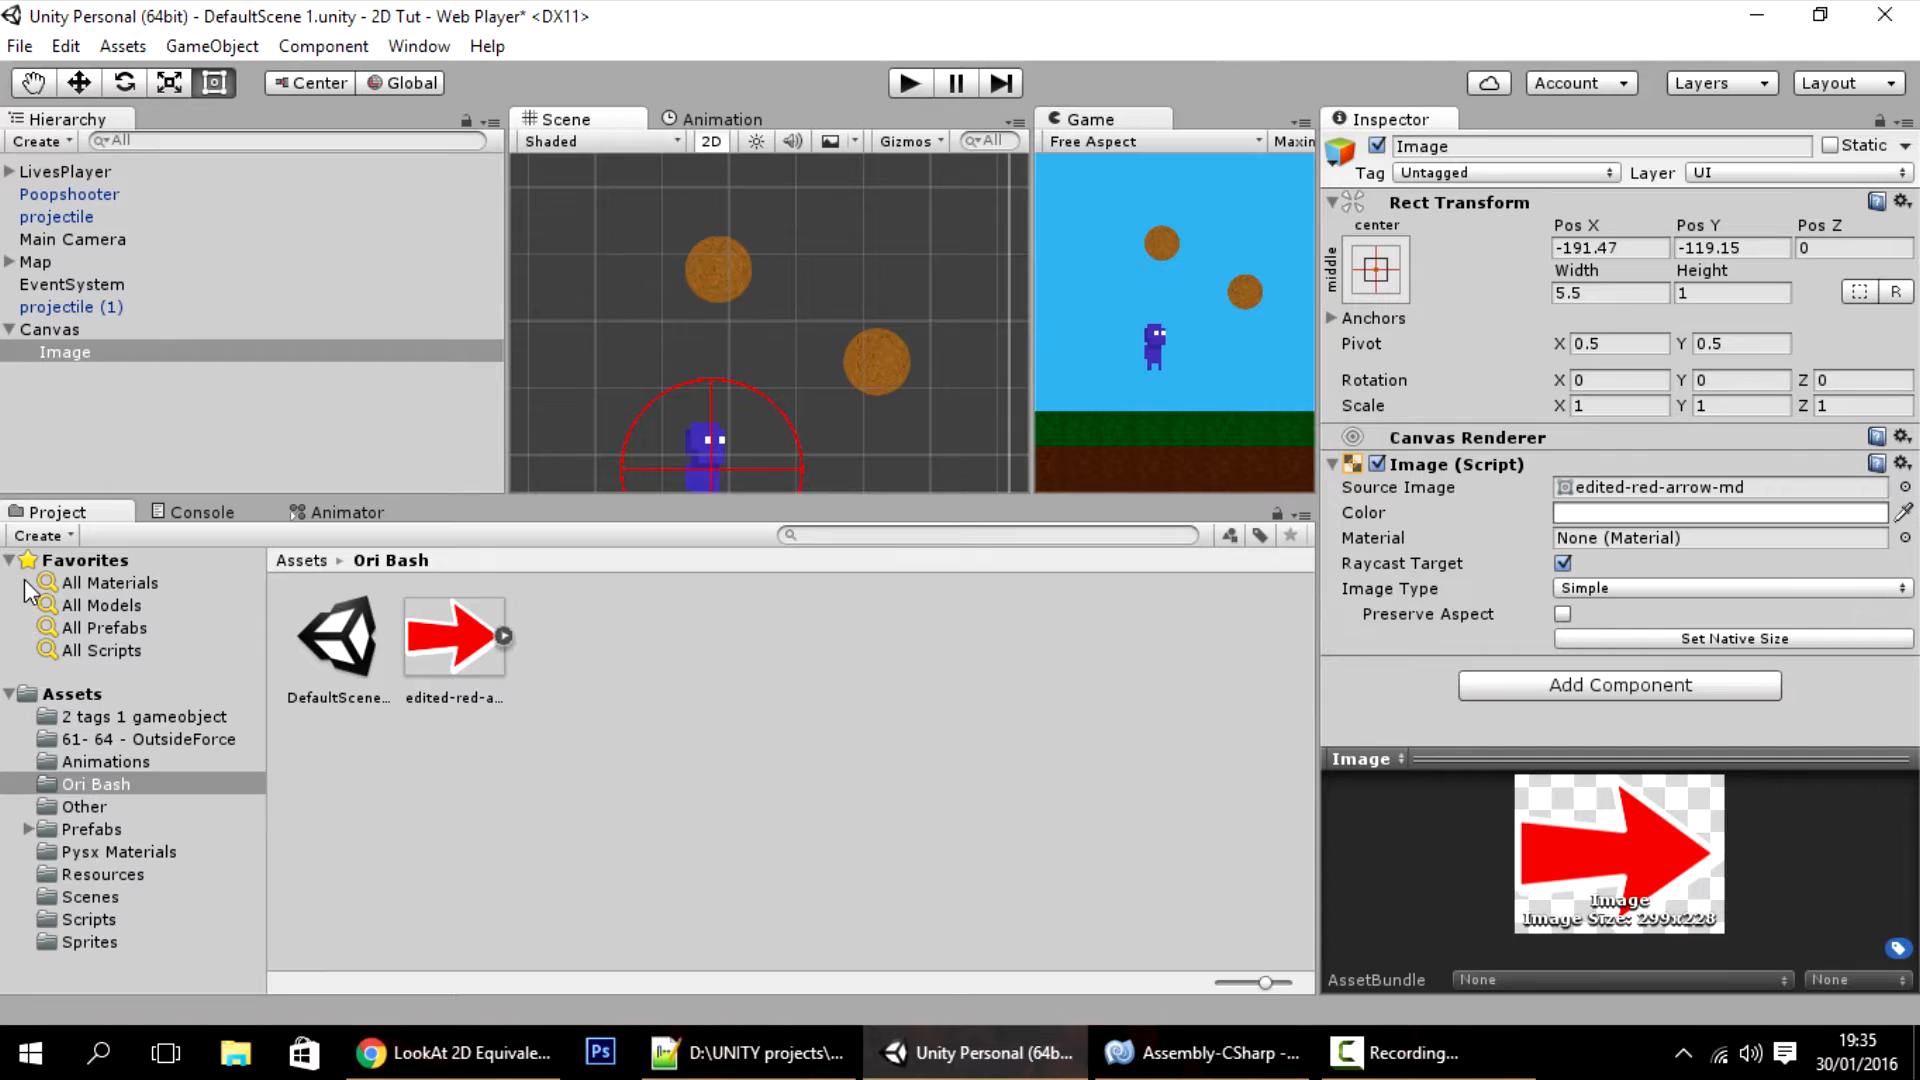 Unity Personal (64bit) - DefaultScene 1.unity - 2D Tut - Web Player* <DX11>
File Edit Assets GameObject Component Window Help
Center Global Account Layers Layout
Hierarchy
Create All
LivesPlayer
Poopshooter
projectile
Main Camera
Map
EventSystem
projectile (1)
Canvas
Image
Scene Animation
Shaded 2D Gizmos All
Game
Free Aspect Maxin
Inspector
Image Static
Tag Untagged Layer UI
Rect Transform
center
middle
Pos X Pos Y Pos Z
-191.47 -119.15 0
Width Height
5.5 1 R
Anchors
Pivot X 0.5 Y 0.5
Rotation X 0 Y 0 Z 0
Scale X 1 Y 1 Z 1
Canvas Renderer
Image (Script)
Source Image edited-red-arrow-md
Color
Material None (Material)
Raycast Target
Image Type Simple
Preserve Aspect
Set Native Size
Add Component
Image
Image
Image Size: 299x228
AssetBundle None None
Project Console Animator
Create
Favorites
All Materials
All Models
All Prefabs
All Scripts
Assets
2 tags 1 gameobject
61- 64 - OutsideForce
Animations
Ori Bash
Other
Prefabs
Pysx Materials
Resources
Scenes
Scripts
Sprites
Assets Ori Bash
DefaultScene... edited-red-a...
LookAt 2D Equivale... Ps D:\UNITY projects\... Unity Personal (64b... Assembly-CSharp -... Recording...
19:35
30/01/2016